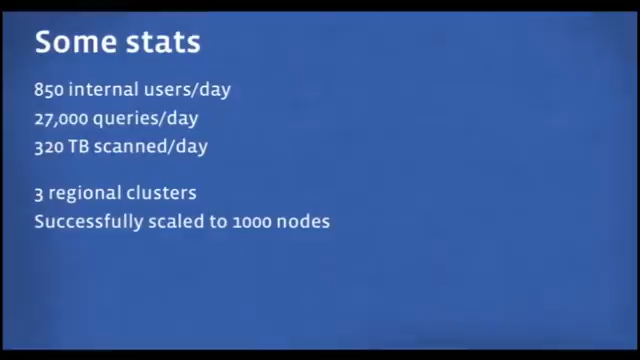 Some stats
850 internal users/day
27,000 queries/day
320 TB scanned/day
3 regional clusters
Successfully scaled to 1000 nodes